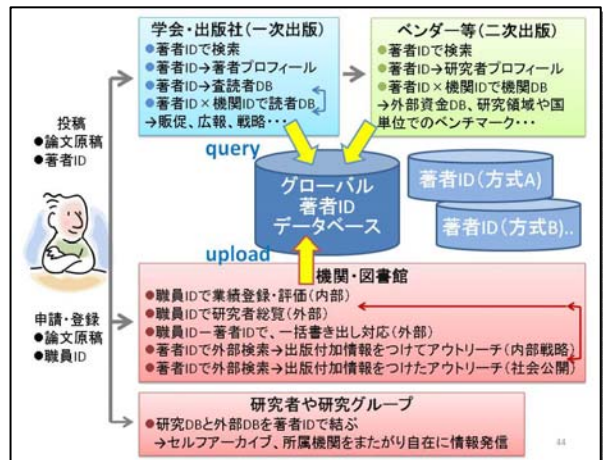 学会・出版社(一次出版)
●著者IDで検索
●著者ID→著者プロフィール
●著者ID→査読者DB
●著者ID×機関IDで読者DB
→販促、広報、戦略・・・
ベンダー等(二次出版)
●著者IDで検索
●著者ID→研究者プロフィール
●著者ID×機関IDで機関DB
→外部資金DB、研究領域や国
単位でのベンチマーク・・・
投稿
●論文原稿
●著者ID
query
グローバル
著者ID
データベース
著者ID(方式A)
著者ID(方式B)..
upload
申請・登録
●論文原稿
●職員ID
機関・図書館
●職員IDで業績登録・評価(内部)
●職員IDで研究者総覧(外部)
●職員ID－著者IDで、一括書き出し対応(外部)
●著者IDで外部検索→出版付加情報をつけてアウトリーチ(内部戦略)
●著者IDで外部検索→出版付加情報をつけたアウトリーチ(社会公開)
研究者や研究グループ
●研究DBと外部DBを著者IDで結ぶ
→セルフアーカイブ、所属機関をまたがり自在に情報発信
44